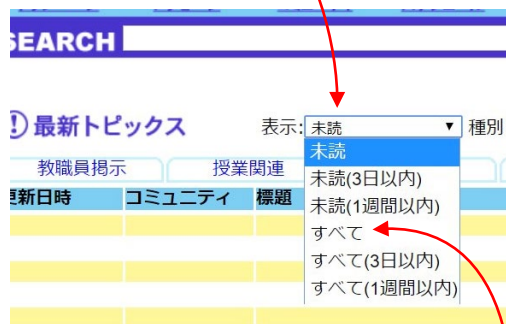 SEARCH
! 最新トピックス 表示: 未読 ▼ 種別
未読
未読(3日以内)
未読(1週間以内)
すべて
すべて(3日以内)
すべて(1週間以内)
教職員掲示 授業関連
更新日時 コミュニティ 標題